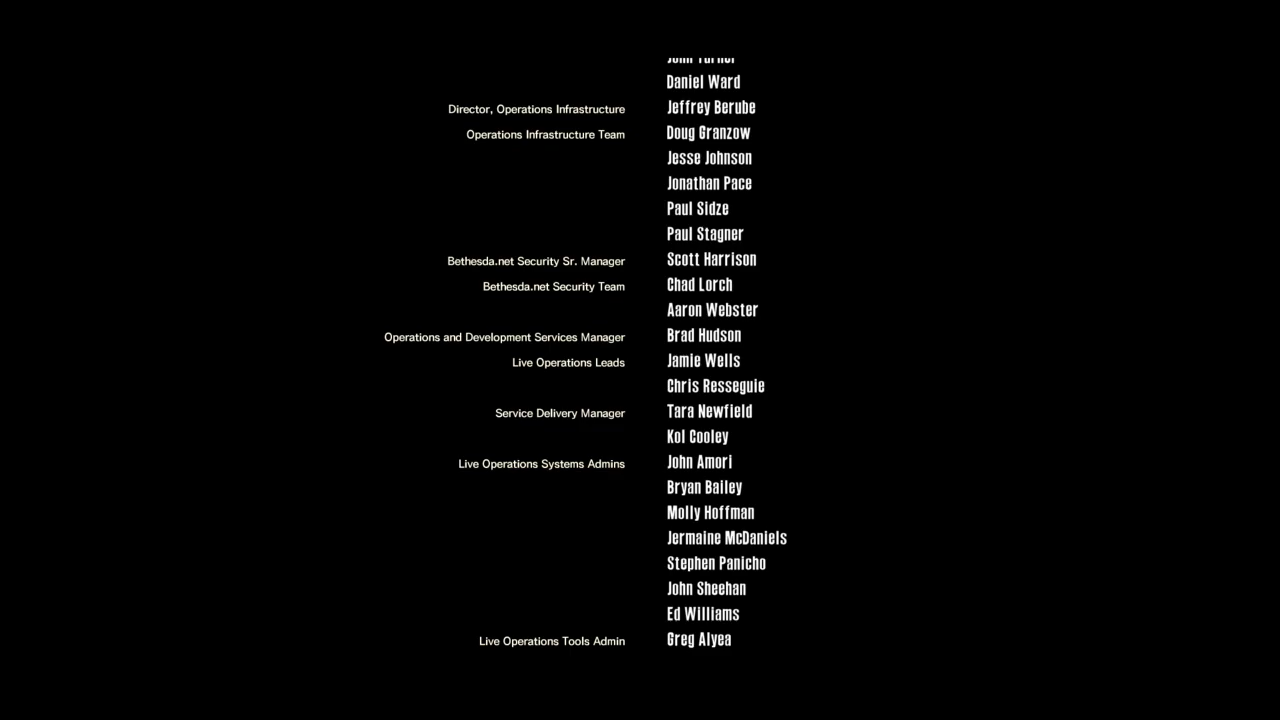 Daniel Ward
Director, Operations Infrastructure Jeffrey Berube
Operations Infrastructure Team Doug Granzow
Jesse Johnson
Jonathan Pace
Paul Sidze
Paul Stagner
Bethesda.net Security Sr. Manager Scott Harrison
Bethesda.net Security Team Chad Lorch
Aaron Webster
Operations and Development Services Manager Brad Hudson
Live Operations Leads Jamie Wells
Chris Resseguie
Service Delivery Manager Tara Newfield
Kol Cooley
Live Operations Systems Admins John Amori
Bryan Bailey
Molly Hoffman
Jermaine McDaniels
Stephen Panicho
John Sheehan
Ed Williams
Live Operations Tools Admin Greg Alyea